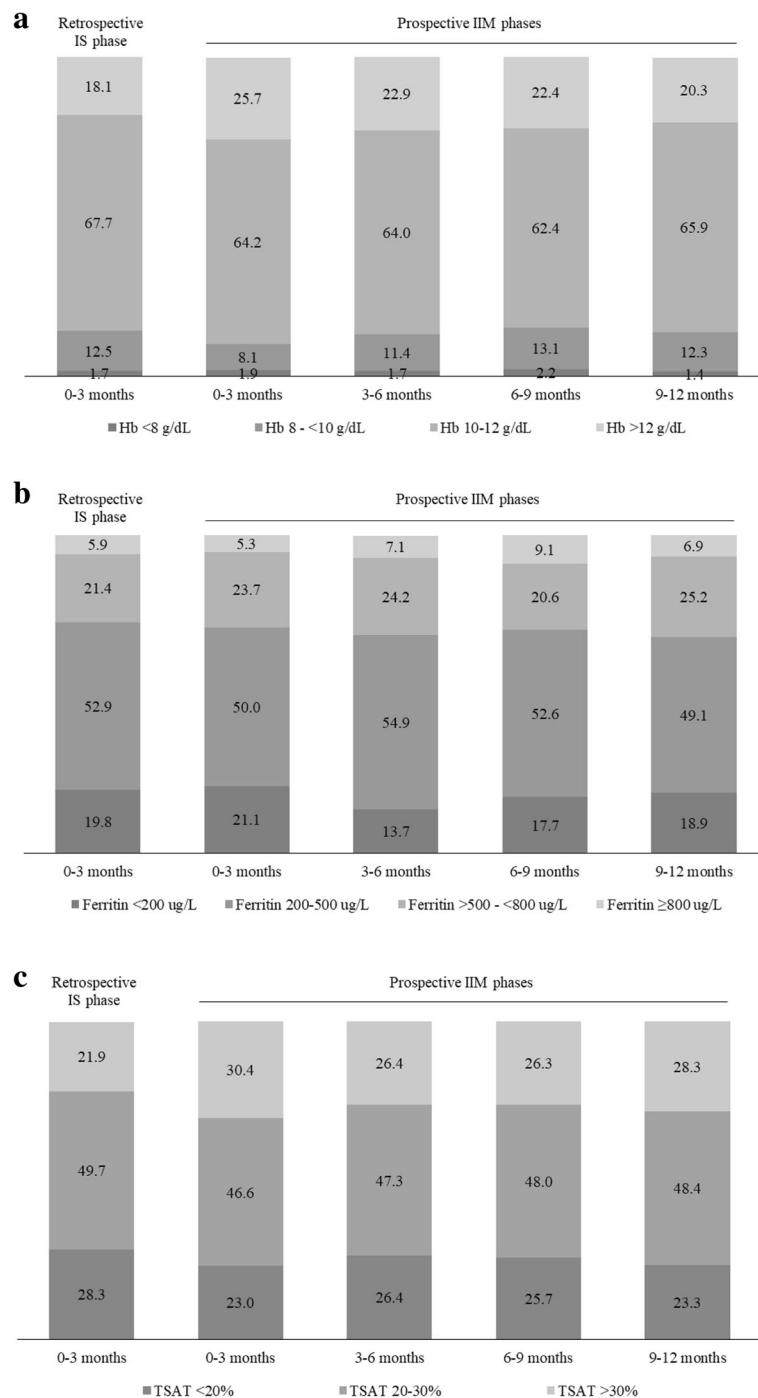 a
Retrospective
IS phase
Prospective IIM phases
18.1 25.7 22.9 22.4 20.3
67.7 64.2 64.0 62.4 65.9
12.5 8.1 11.4 13.1 12.3
1.7 1.9 1.7 2.2 1.4
0-3 months 0-3 months 3-6 months 6-9 months 9-12 months
Hb <8 g/dL Hb 8 - <10 g/dL Hb 10-12 g/dL Hb >12 g/dL
b
Retrospective
IS phase
Prospective IIM phases
5.9 5.3 7.1 9.1 6.9
21.4 23.7 24.2 20.6 25.2
52.9 50.0 54.9 52.6 49.1
19.8 21.1 13.7 17.7 18.9
0-3 months 0-3 months 3-6 months 6-9 months 9-12 months
Ferritin <200 ug/L Ferritin 200-500 ug/L Ferritin >500 - <800 ug/L Ferritin ≥800 ug/L
c
Retrospective
IS phase
Prospective IIM phases
21.9 30.4 26.4 26.3 28.3
49.7 46.6 47.3 48.0 48.4
28.3 23.0 26.4 25.7 23.3
0-3 months 0-3 months 3-6 months 6-9 months 9-12 months
TSAT <20% TSAT 20-30% TSAT >30%